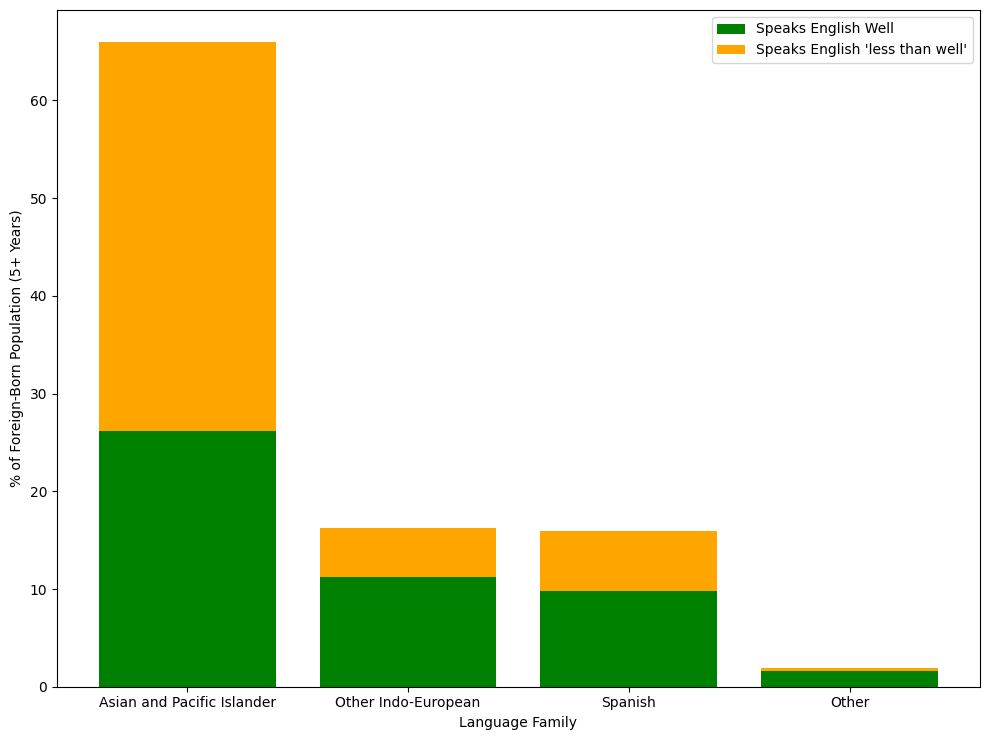 Speaks English Well
Speaks English 'less than well'
% of Foreign-Born Population (5+ Years)
60
50
40
30
20
10
0
Asian and Pacific Islander
Other Indo-European
Spanish
Other
Language Family